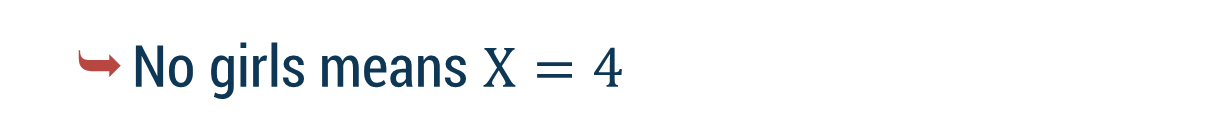 ➥ No girls means X = 4